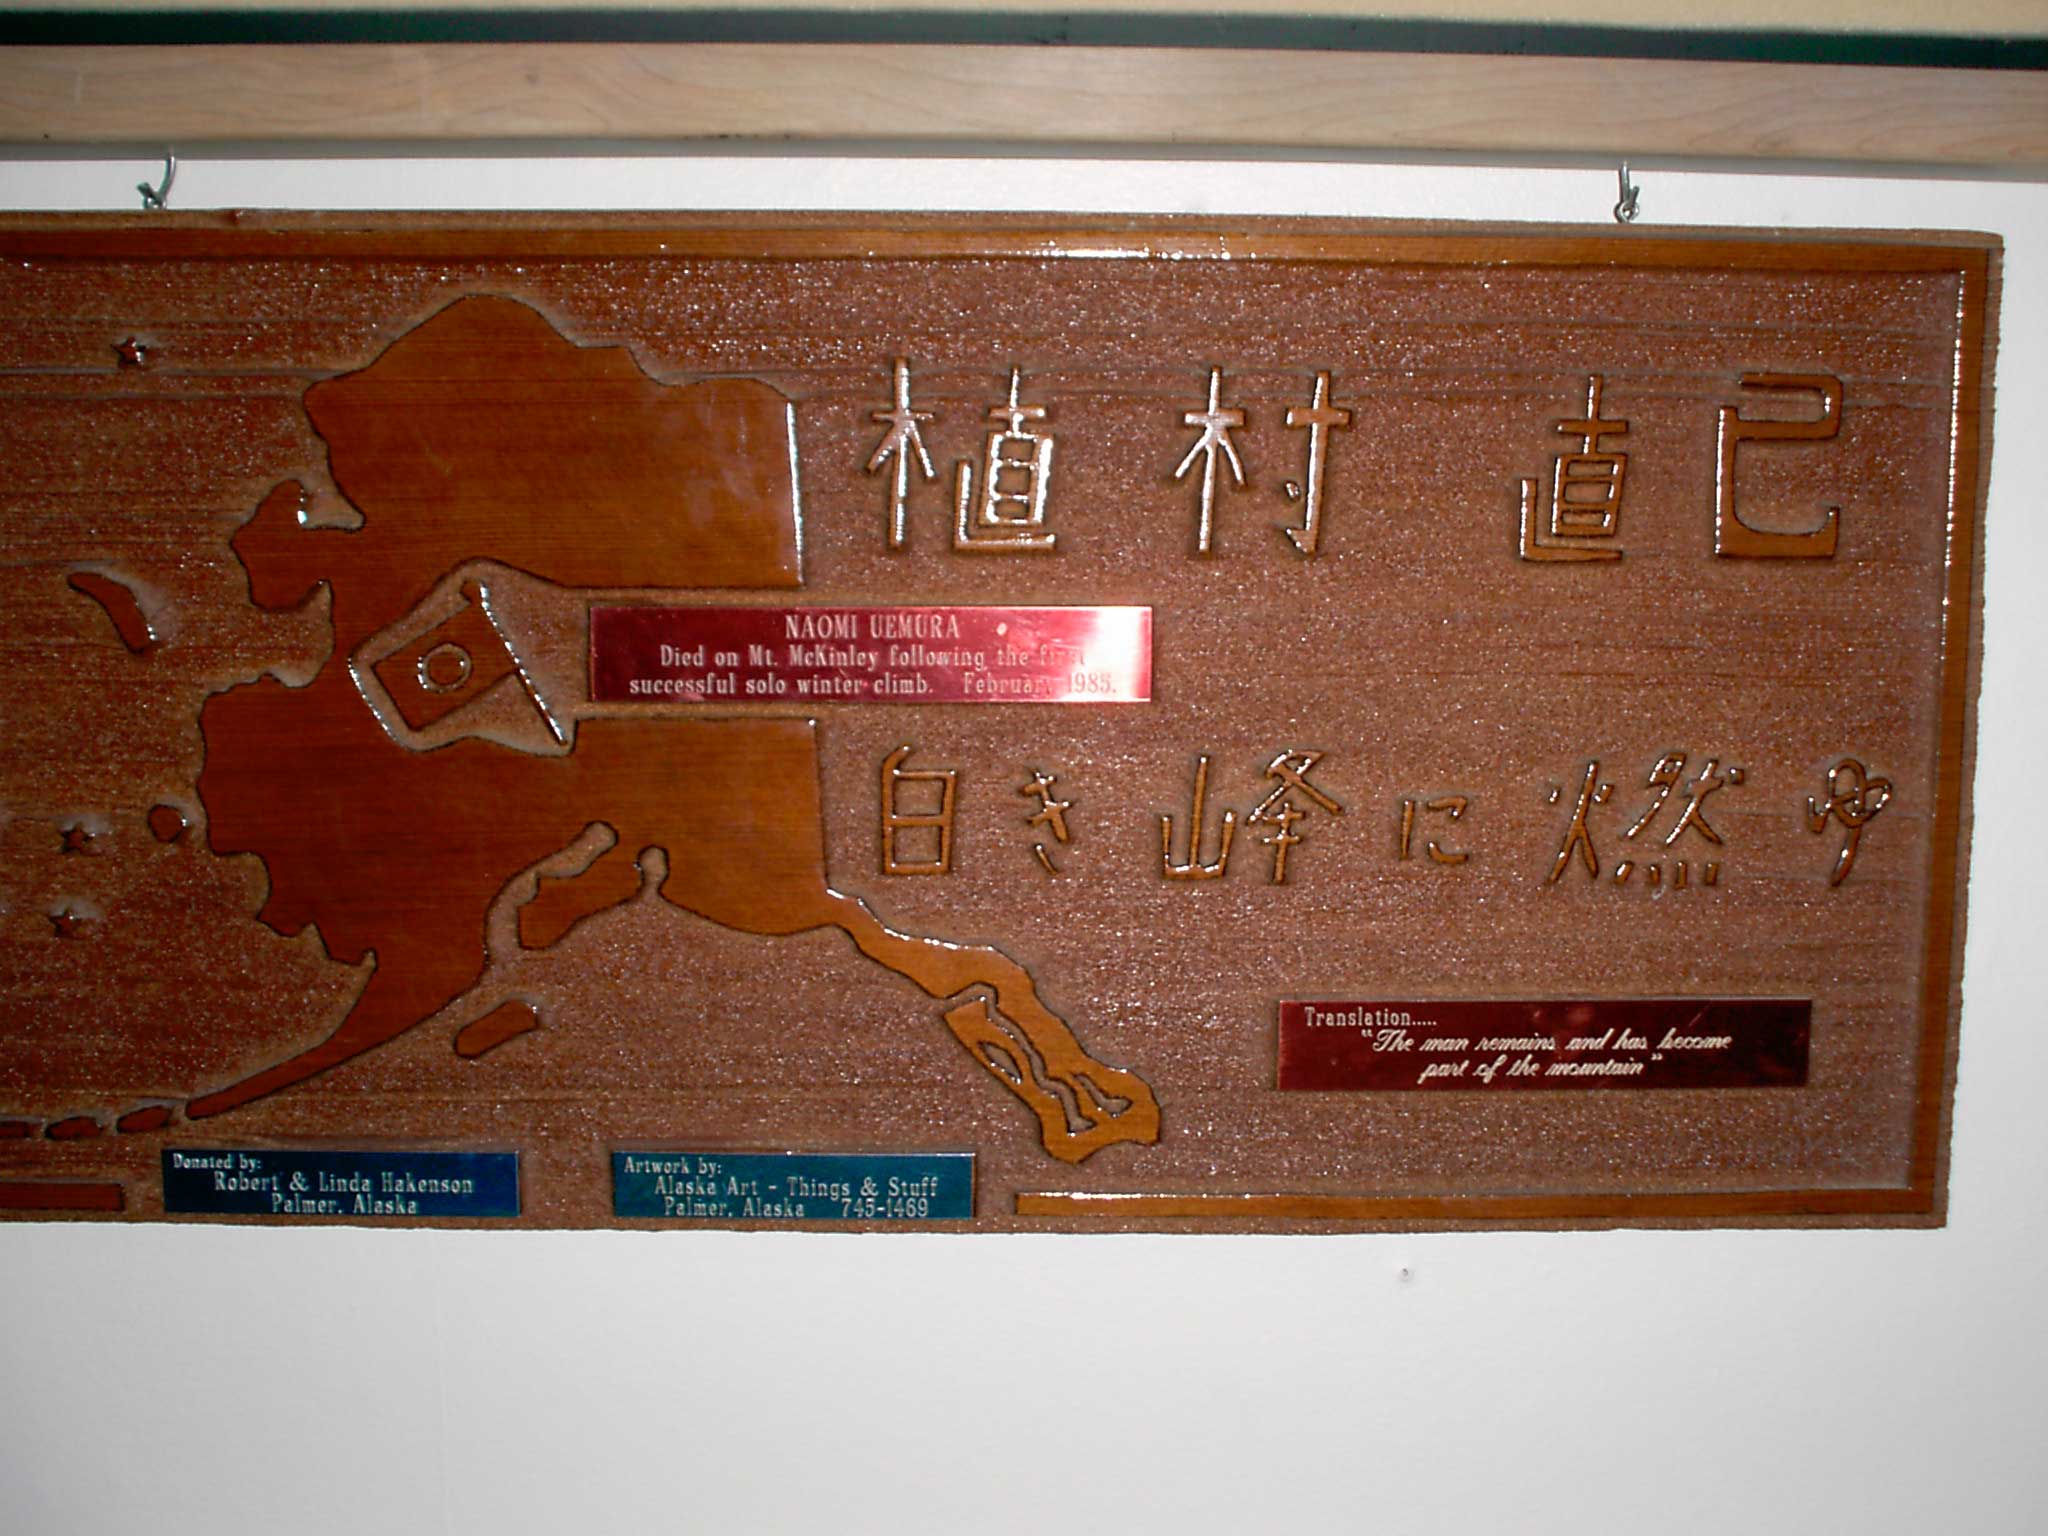 植村 直已
NAOMI UEMURA
Died on Mt. McKinley following the first
successful solo winter climb. February 1985.
白き峰に燃ゆ
Translation.....
"The man remains and has become
part of the mountain"
Donated by:
Robert & Linda Hakenson
Palmer, Alaska
Artwork by:
Alaska Art - Things & Stuff
Palmer, Alaska 745-1469